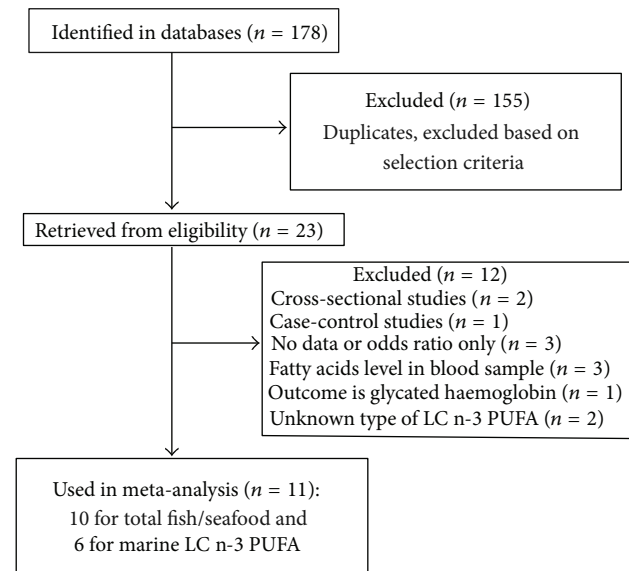 Identified in databases (n = 178)
Excluded (n = 155)
Duplicates, excluded based on
selection criteria
Retrieved from eligibility (n = 23)
Excluded (n = 12)
Cross-sectional studies (n = 2)
Case-control studies (n = 1)
No data or odds ratio only (n = 3)
Fatty acids level in blood sample (n = 3)
Outcome is glycated haemoglobin (n = 1)
Unknown type of LC n-3 PUFA (n = 2)
Used in meta-analysis (n = 11):
10 for total fish/seafood and
6 for marine LC n-3 PUFA